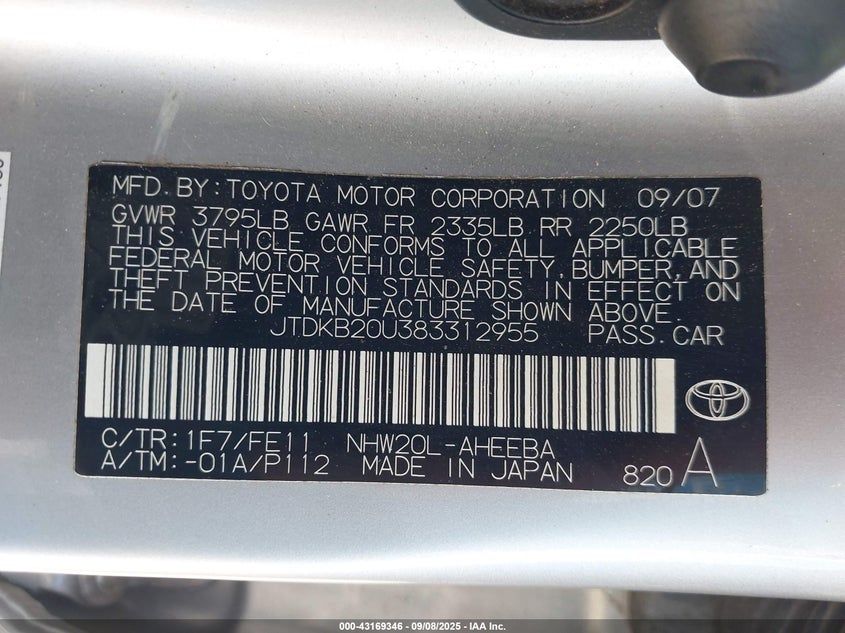 MFD. BY: TOYOTA MOTOR CORPORATION 09/07
GVWR 3795LB GAWR FR 2335LB RR 2250LB
THIS VEHICLE CONFORMS TO ALL APPLICABLE
FEDERAL MOTOR VEHICLE SAFETY, BUMPER, AND
THEFT PREVENTION STANDARDS IN EFFECT ON
THE DATE OF MANUFACTURE SHOWN ABOVE.
JTDKB20U383312955 PASS. CAR
C/TR: 1F7/FE11 NHW20L-AHEEBA
A/TM: -01A/P112 MADE IN JAPAN 820 A
000-43169346 - 09/08/2025 - IAA Inc.